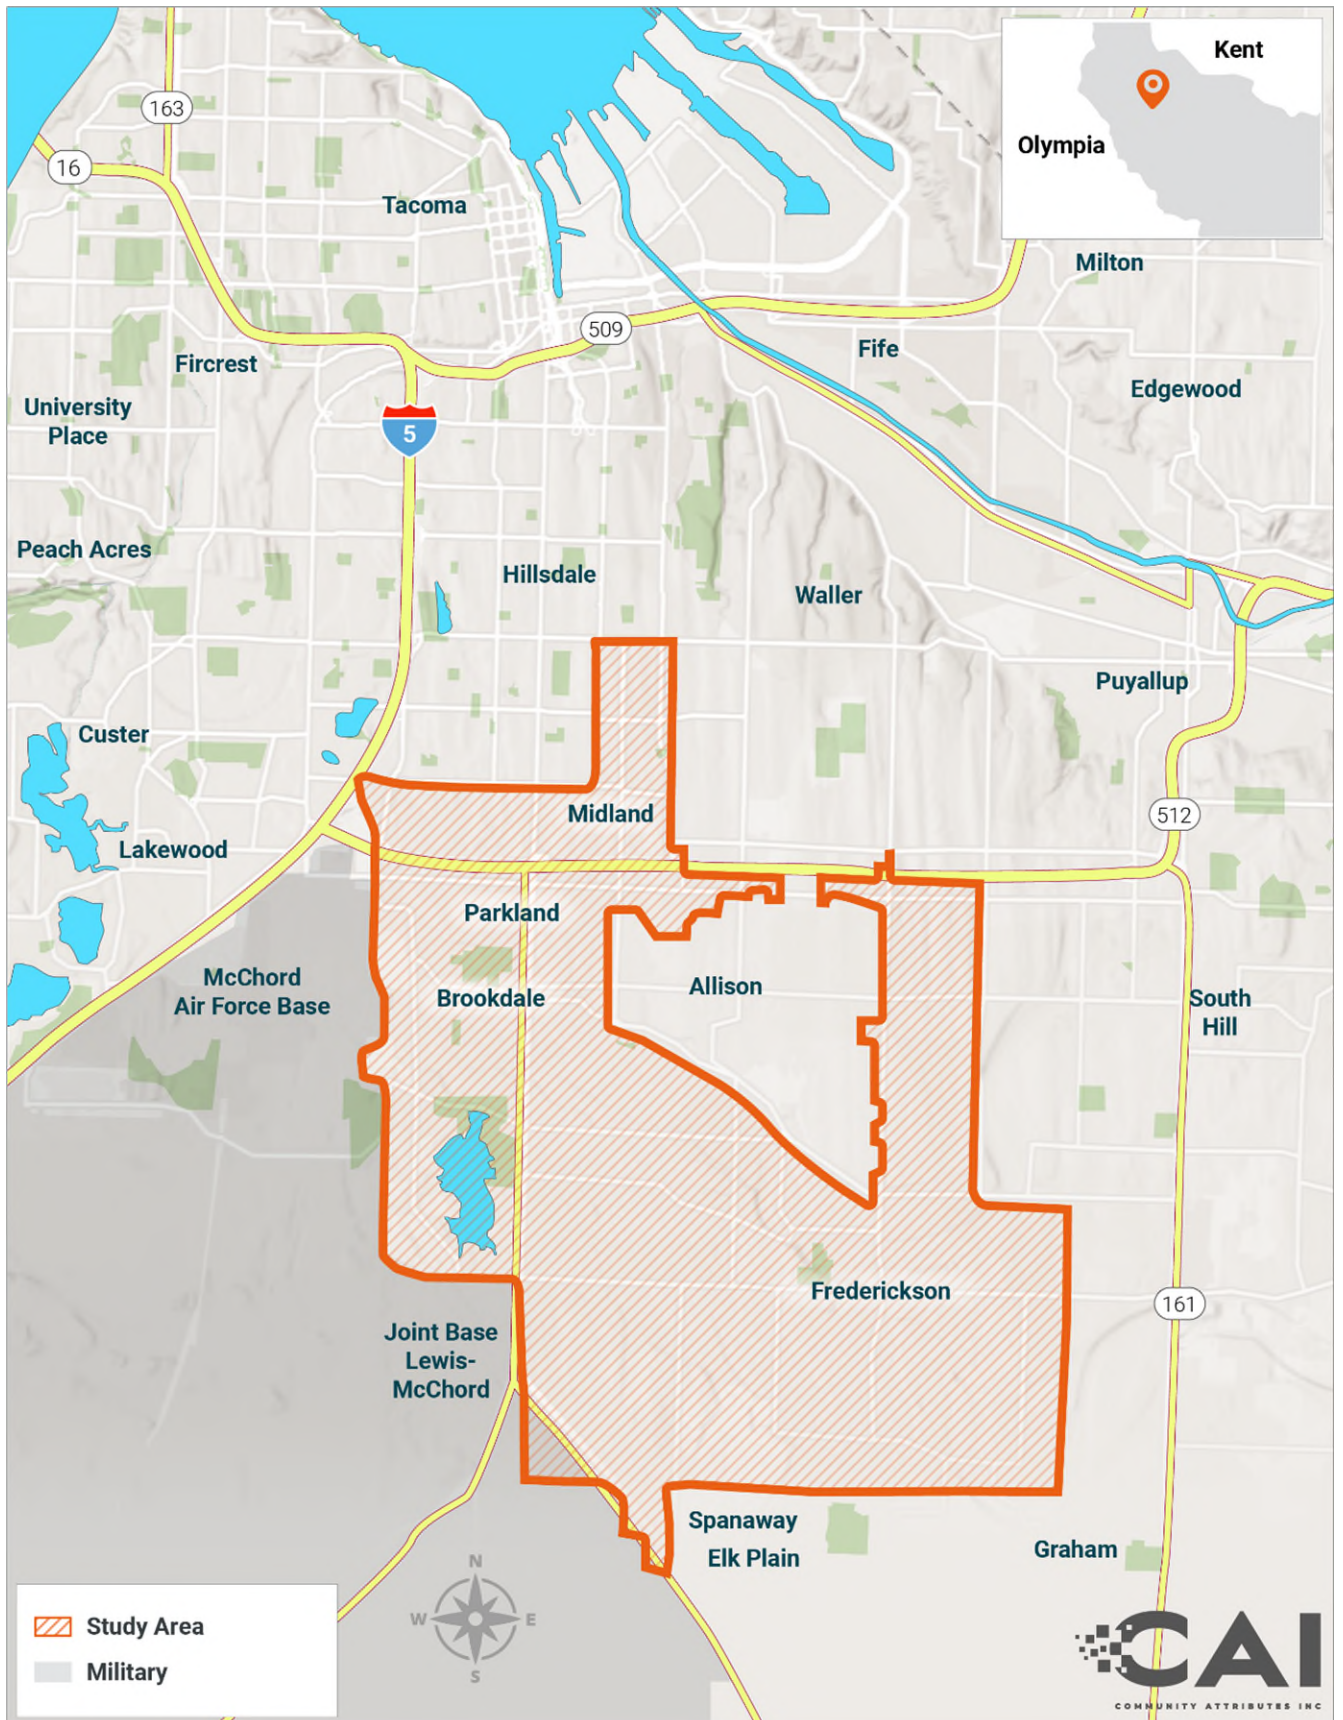 Kent
163
Olympia
16
Tacoma
Milton
509
Fife
Fircrest
Edgewood
University
Place
5
Peach Acres
Hillsdale
Waller
Puyallup
Custer
Midland
512
Lakewood
Parkland
McChord
Air Force Base
Allison
Brookdale
South
Hill
Frederickson
161
Joint Base
Lewis-
McChord
Spanaway
Elk Plain
Graham
N
W
E
S
Study Area
Military
CAI
COMMUNITY ATTRIBUTES INC